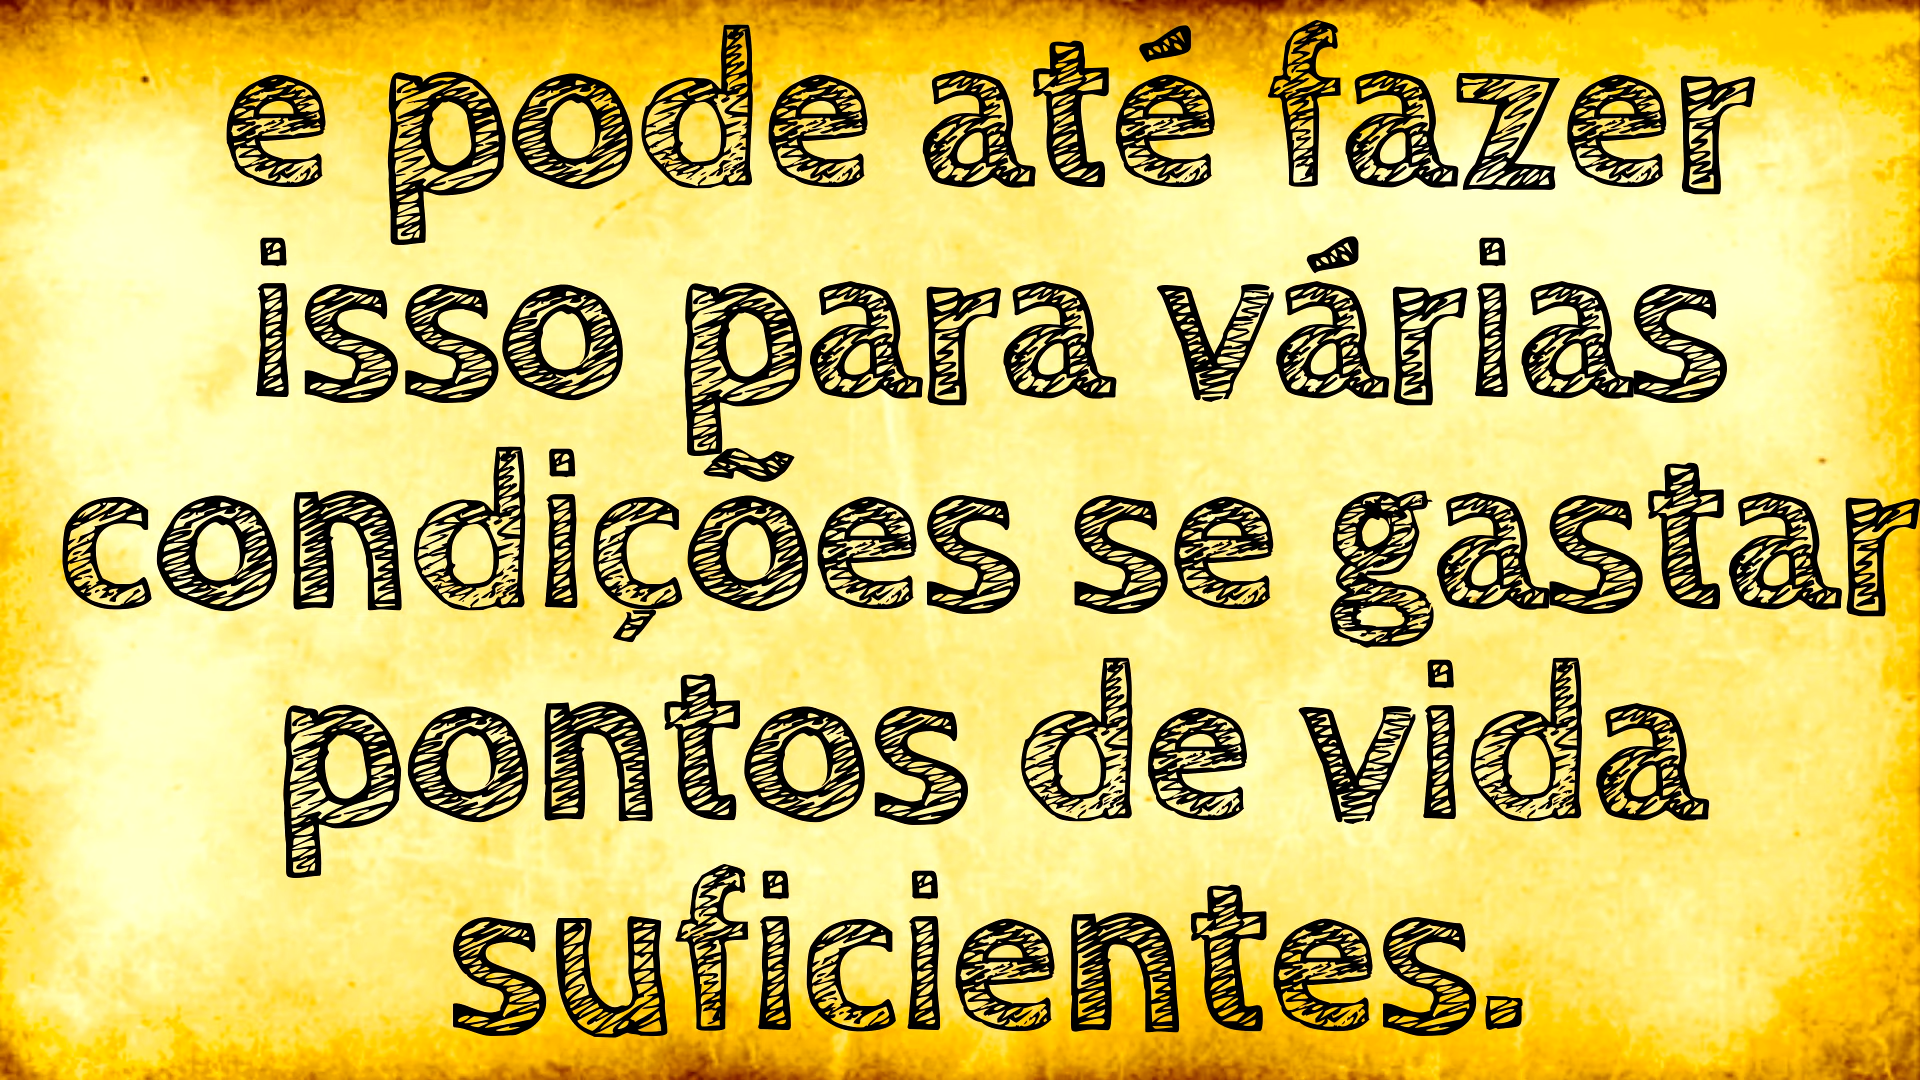 e pode até fazer
isso para várias
condições se gastar
pontos de vida
suficientes.